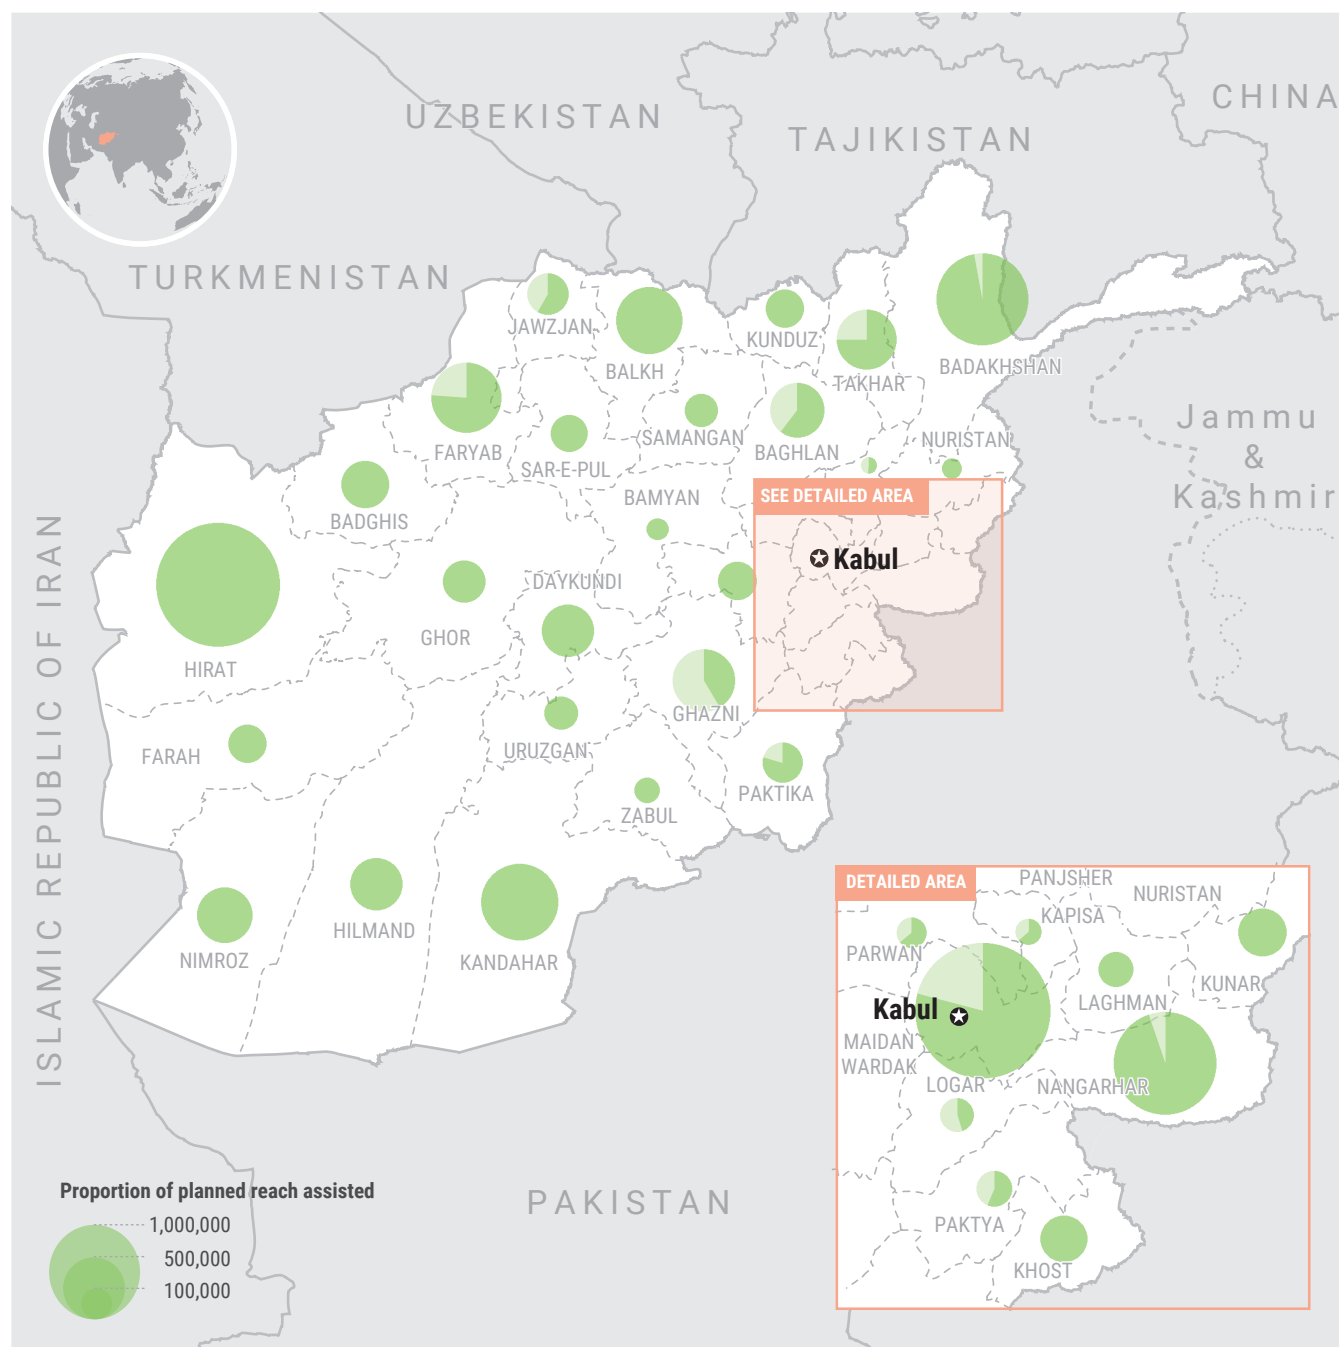 UZBEKISTAN
CHINA
TAJIKISTAN
TURKMENISTAN
JAWZJAN
KUNDUZ
BALKH
TAKHAR
BADAKHSHAN
Jammu
&
Kashmir
FARYAB
SAMANGAN
BAGHLAN
NURISTAN
SAR-E-PUL
BAMYAN
SEE DETAILED AREA
BADGHIS
Kabul
DAYKUNDI
GHOR
HIRAT
ISLAMIC REPUBLIC OF IRAN
GHAZNI
FARAH
URUZGAN
PAKTIKA
ZABUL
HILMAND
NIMROZ
KANDAHAR
DETAILED AREA
PANJSHER
NURISTAN
KAPISA
PARWAN
KUNAR
LAGHMAN
Kabul
MAIDAN
WARDAK
LOGAR
NANGARHAR
PAKTYA
KHOST
PAKISTAN
Proportion of planned reach assisted
1,000,000
500,000
100,000